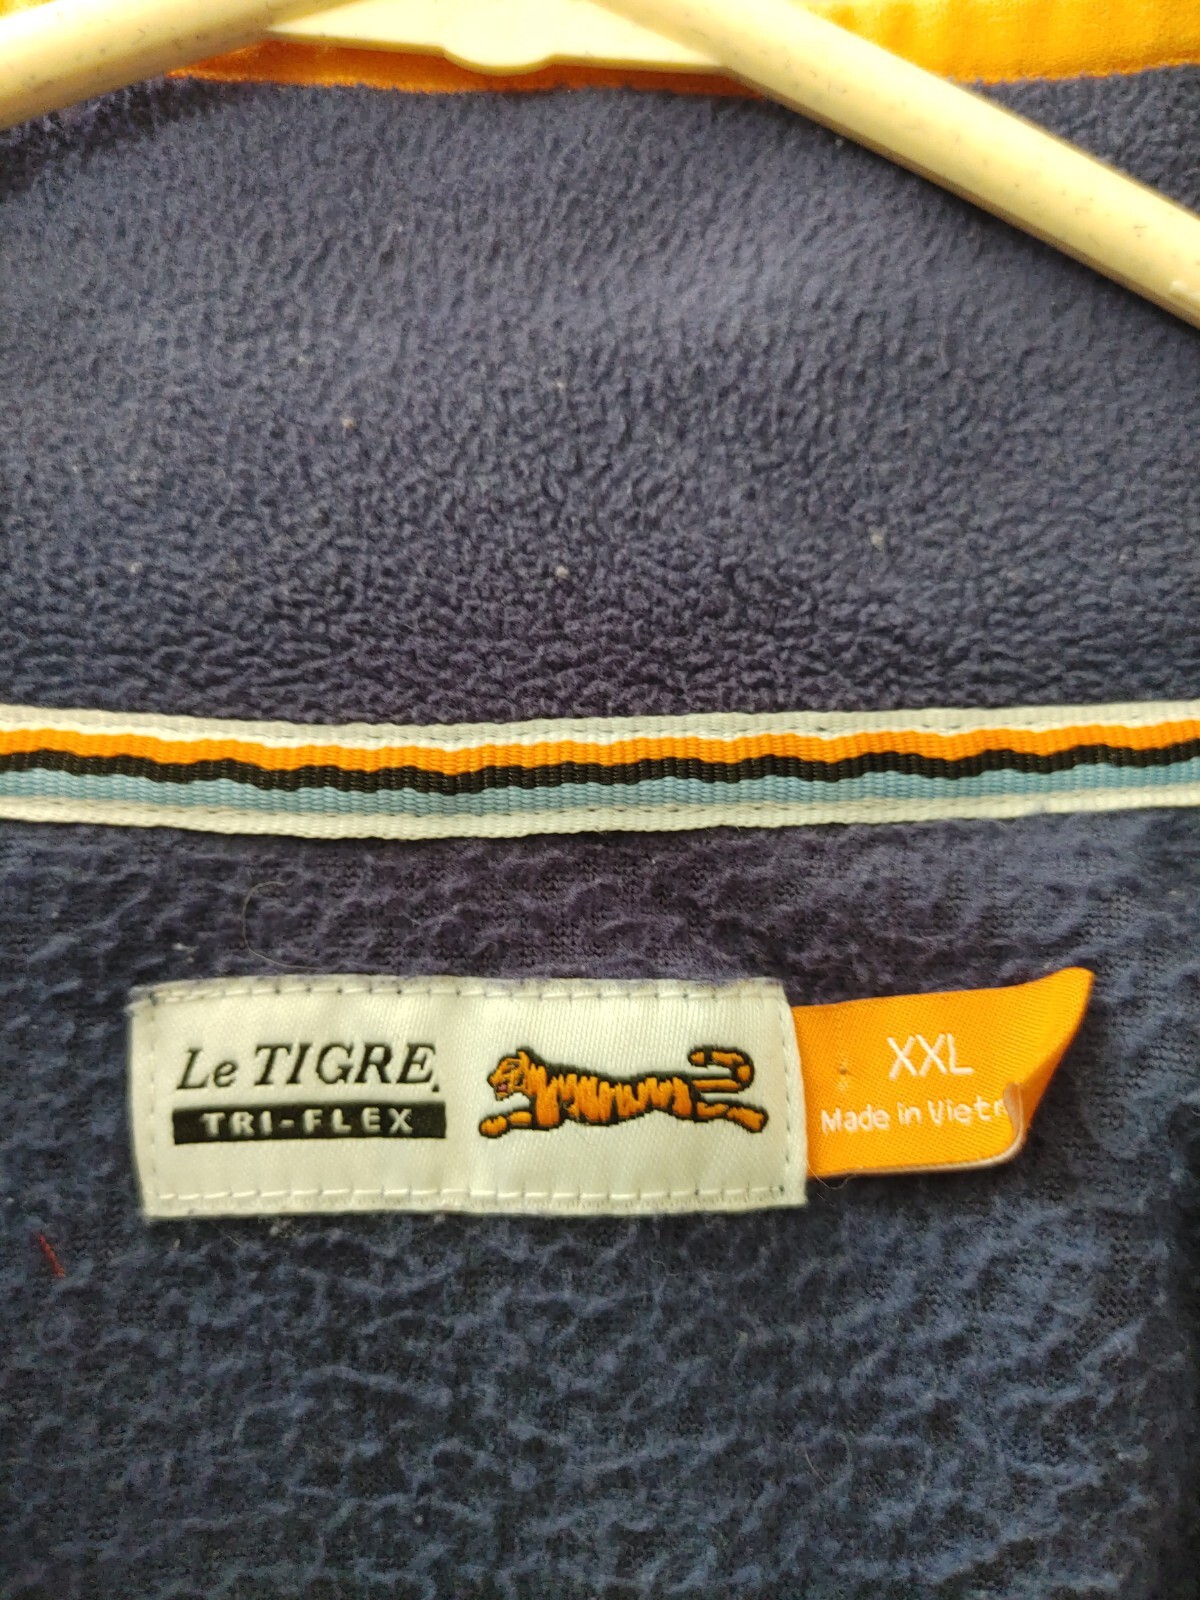 Le TIGRE
TRI-FLEX
XXL
Made in